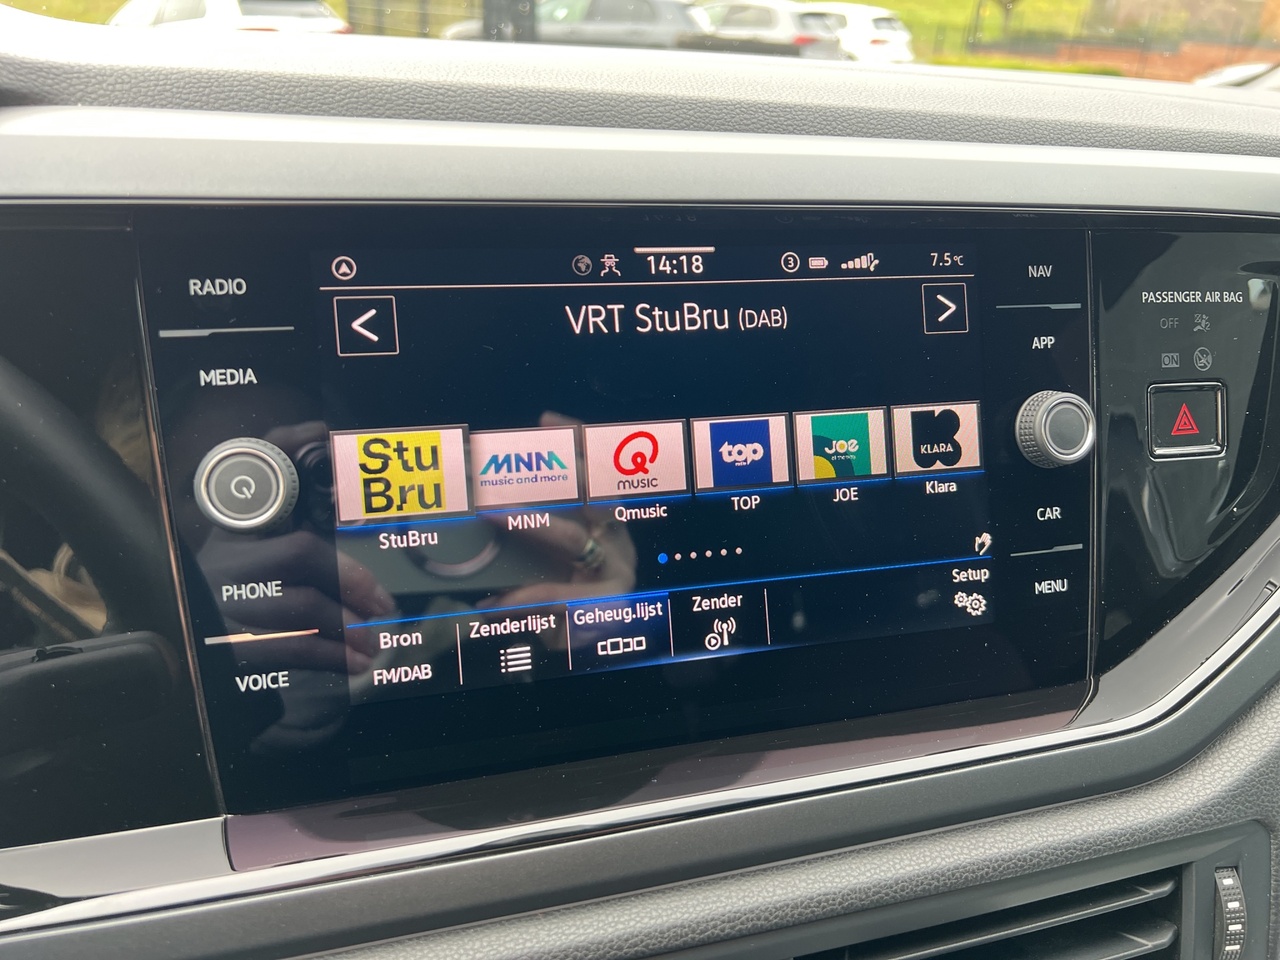 RADIO
MEDIA
PHONE
VOICE
14:18
3
7.5°C
VRT StuBru (DAB)
Stu
Bru
StuBru
MNM
music and more
MNM
MUSIC
Qmusic
top
TOP
JOE
JOE
KLARA
Klara
Bron
FM/DAB
Zenderlijst
Geheug.lijst
Zender
Setup
NAV
APP
CAR
MENU
PASSENGER AIR BAG
OFF
ON